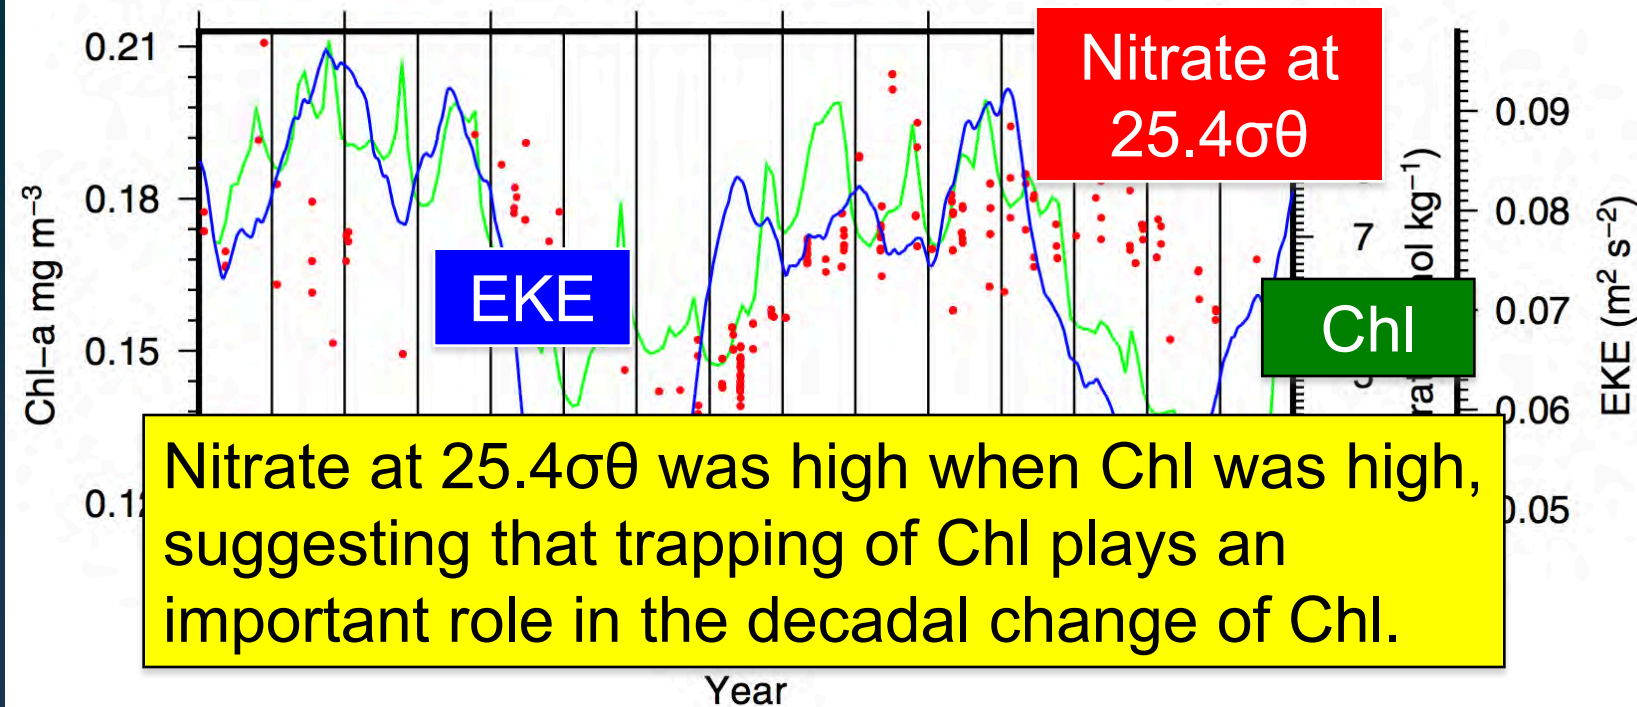 Nitrate at
25.4σθ
0.21
0.18
0.15
Chl-a mg m⁻³
EKE
Chl
7
0.09
0.08
0.07
0.06
EKE (m² s⁻²)
Nitrate at 25.4σθ was high when Chl was high,
suggesting that trapping of Chl plays an
important role in the decadal change of Chl.
Year